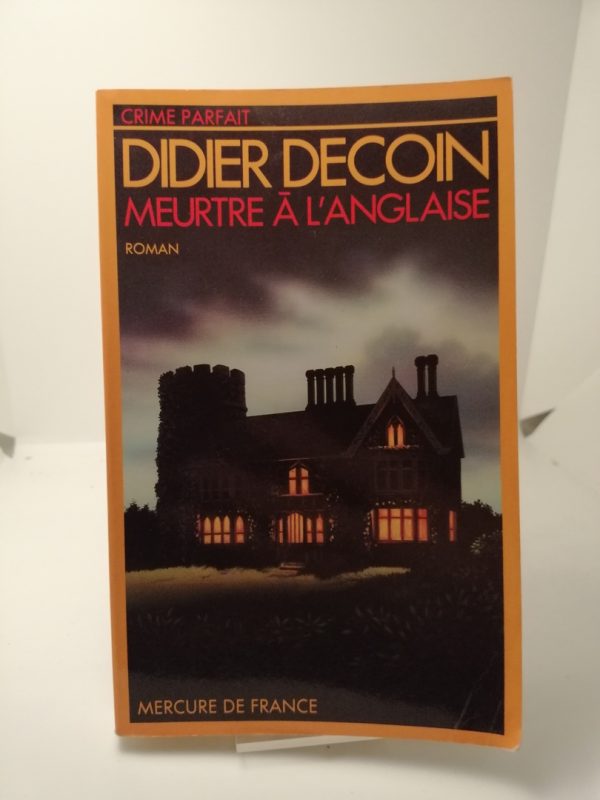 CRIME PARFAIT
DIDIER DECOIN
MEURTRE À L'ANGLAISE
ROMAN
MERCURE DE FRANCE